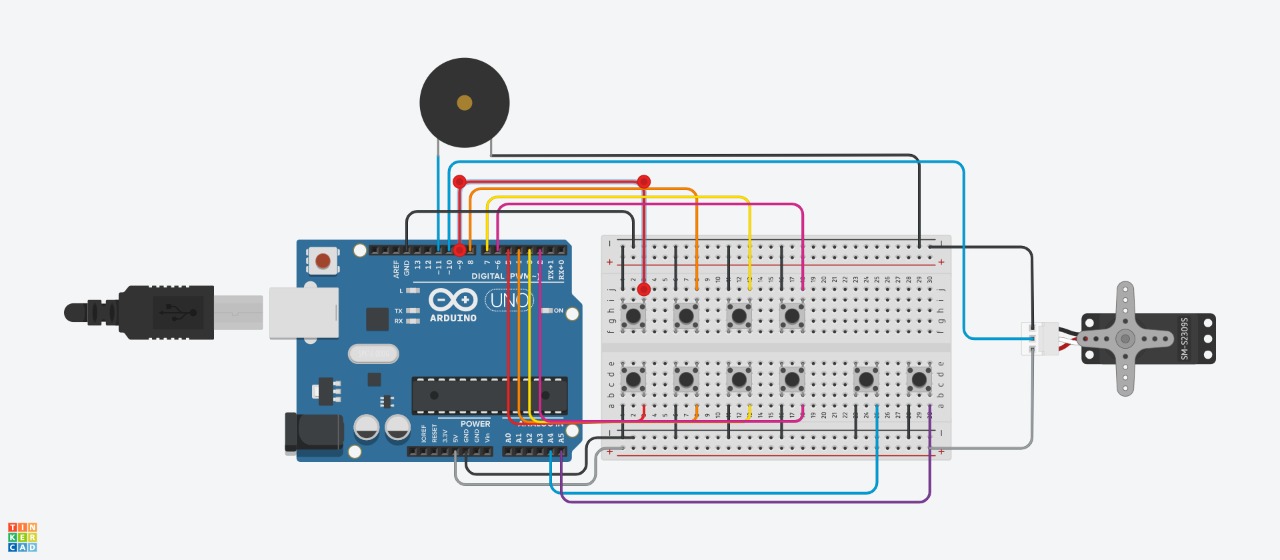 AREF
GND
13
12
~11
~10
~9
8
7
~6
5
4
3
2
TX→1
RX←0
DIGITAL (PWM~)
L
TX
RX
UNO
ARDUINO
ON
POWER
IOREF
RESET
3.3V
5V
GND
GND
Vin
A0
A1
A2
A3
A4
A5
j
i
h
g
f
e
d
c
b
a
SM-S2309S
TIN
KER
CAD